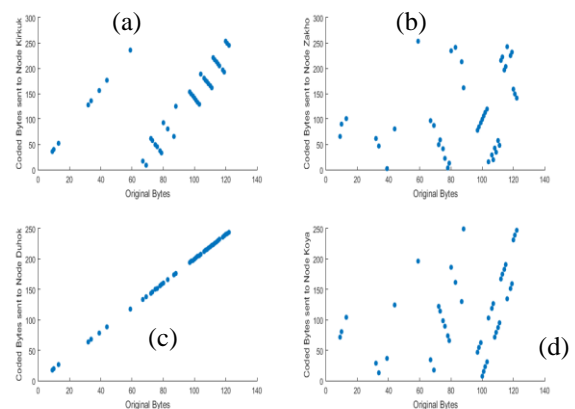 (a)
Coded Bytes sent to Node Kirkuk
300
250
200
150
100
50
0
0 20 40 60 80 100 120 140
Original Bytes
(b)
Coded Bytes sent to Node Zakho
300
250
200
150
100
50
0
0 20 40 60 80 100 120 140
Original Bytes
Coded Bytes sent to Node Duhok
250
200
150
100
50
0
0 20 40 60 80 100 120 140
Original Bytes
(c)
Coded Bytes sent to Node Koya
250
200
150
100
50
0
0 20 40 60 80 100 120 140
Original Bytes
(d)